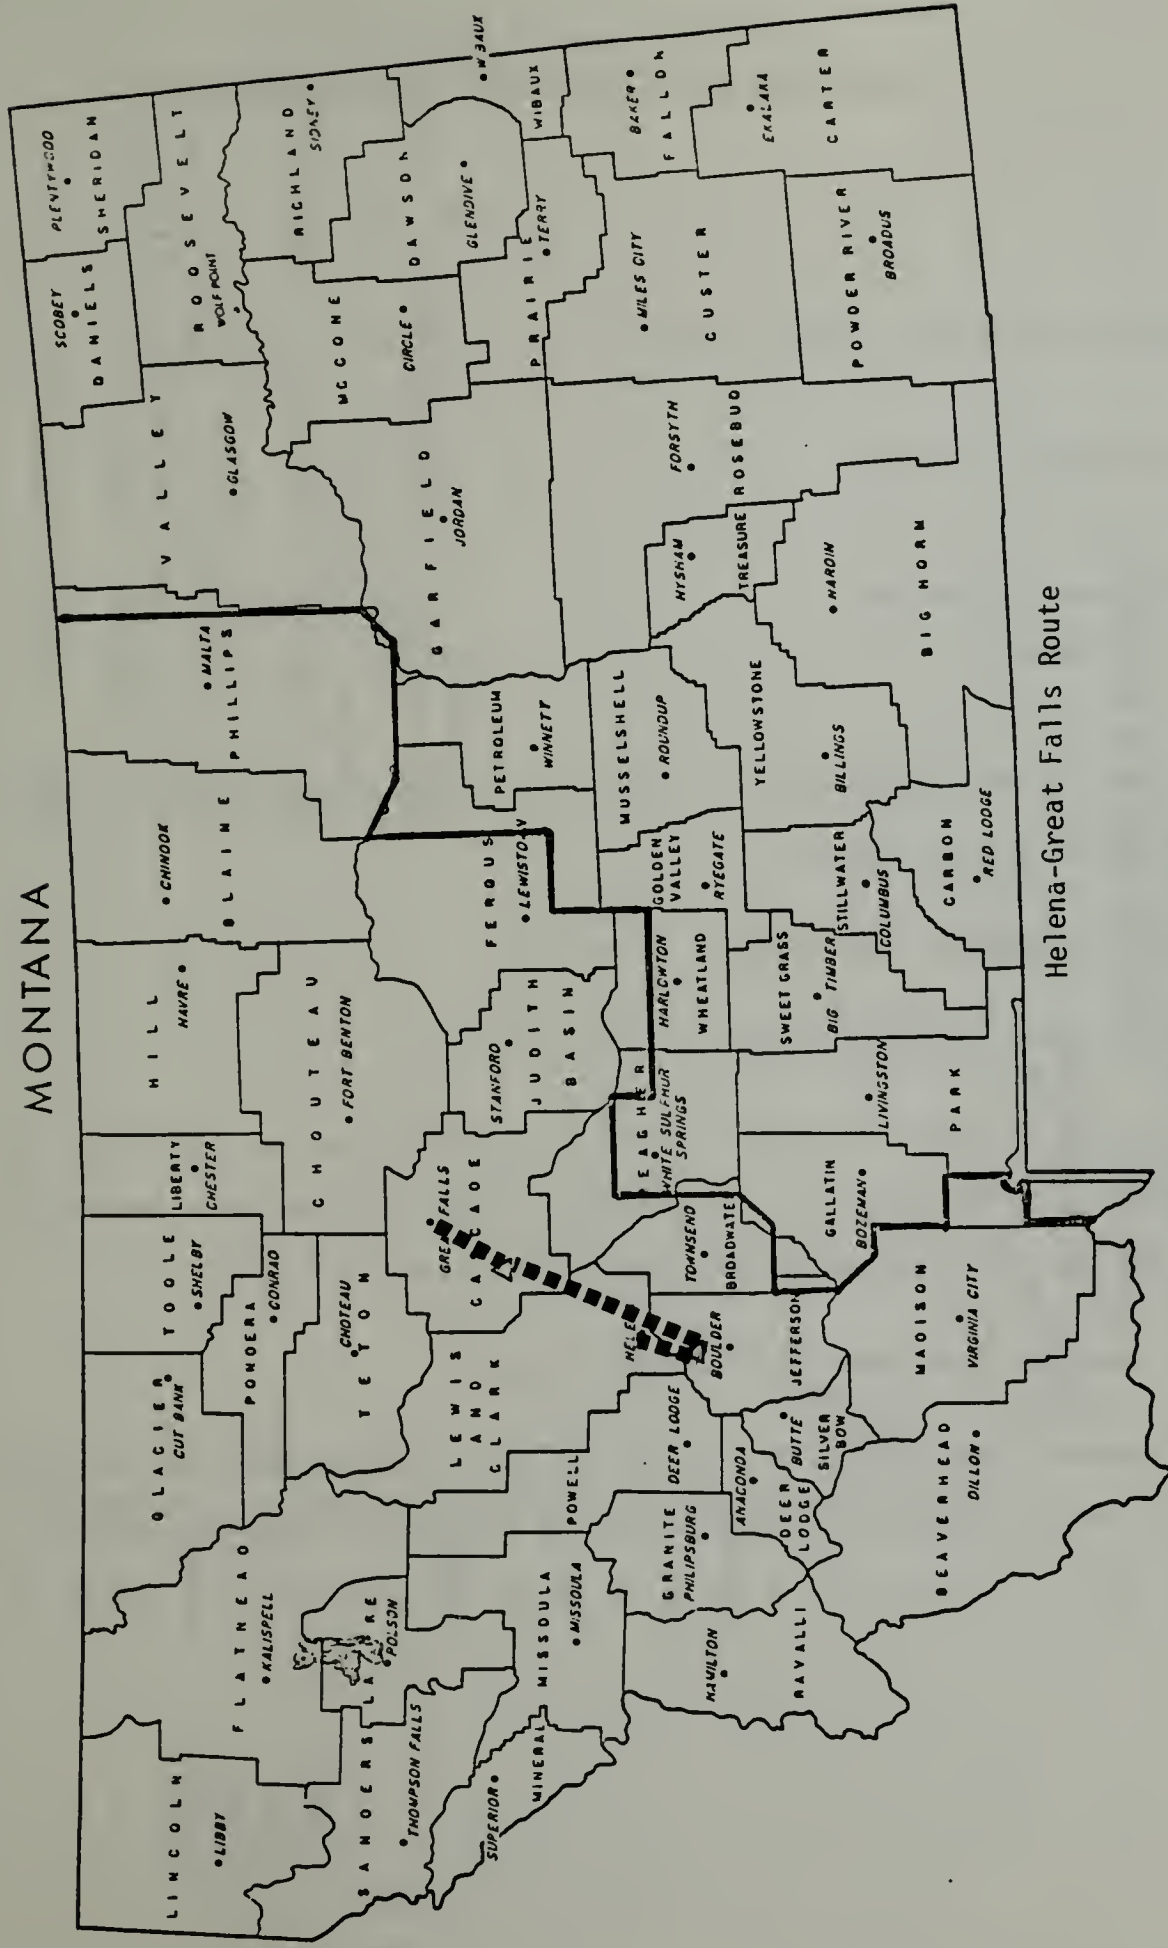 MONTANA
LINCOLN
LIBBY
FLATHEAD
KALISPELL
GLACIER
CUT BANK
TOOLE
SHELBY
LIBERTY
CHESTER
HILL
HAVRE
BLAINE
CHINOOK
PHILLIPS
MALTA
VALLEY
GLASGOW
DANIELS
SCOBEY
SHERIDAN
PLENTYWOOD
ROOSEVELT
WOLF POINT
SANDERS
THOMPSON FALLS
LAKE
POLSON
PONDERA
CONRAD
TETON
CHOTEAU
CHOUTEAU
FORT BENTON
RICHLAND
SIDNEY
MC CONE
CIRCLE
DAWSON
GLENDIVE
GARFIELD
JORDAN
PETROLEUM
WINNETT
FERGUS
LEWISTO
JUDITH
BASIN
STANFORD
CASCADE
GREA FALLS
LEWIS
AND
CLARK
HELE
POWELL
DEER LODGE
MISSOULA
MISSOULA
MINERAL
SUPERIOR
WIBAUX
W BAUX
PRAIRIE
TERRY
FALLON
BAKER
CARTER
EKALAKA
CUSTER
MILES CITY
POWDER RIVER
BROADUS
ROSEBUD
FORSYTH
TREASURE
HYSHAM
BIG HORN
HARDIN
MUSSELSHELL
ROUNDUP
YELLOWSTONE
BILLINGS
GOLDEN
VALLEY
RYEGATE
WHEATLAND
HARLOWTON
EAGHER
WHITE SULPHUR
SPRINGS
BROADWATE
TOWNSEND
JEFFERSON
BOULDER
GRANITE
PHILIPSBURG
RAVALLI
HAMILTON
DEER
LODGE
ANACONDA
SILVER
BOW
BUTTE
BEAVERHEAD
DILLON
MADISON
VIRGINIA CITY
GALLATIN
BOZEMAN
PARK
LIVINGSTON
SWEET GRASS
BIG TIMBER
STILLWATER
COLUMBUS
CARBON
RED LODGE
Helena-Great Falls Route